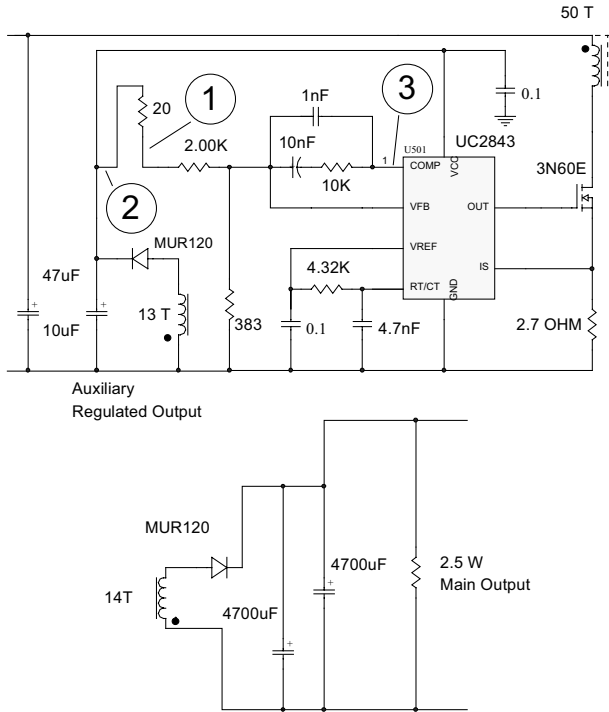 50 T
1
20
2.00K
1nF
10nF
10K
3
1
U501
UC2843
0.1
COMP
VCC
3N60E
2
VFB
OUT
MUR120
VREF
IS
47uF
4.32K
RT/CT
GND
10uF
13 T
383
0.1
4.7nF
2.7 OHM
Auxiliary
Regulated Output
MUR120
4700uF
2.5 W
Main Output
14T
4700uF